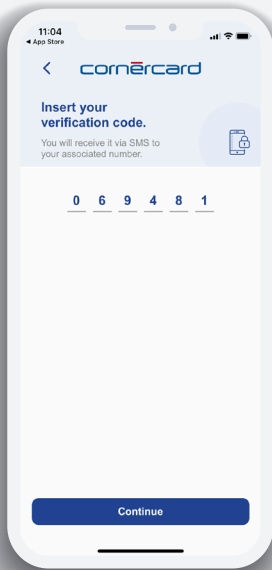 11:04
◀ App Store
cornèrcard
Insert your
verification code.
You will receive it via SMS to
your associated number.
0 6 9 4 8 1
Continue